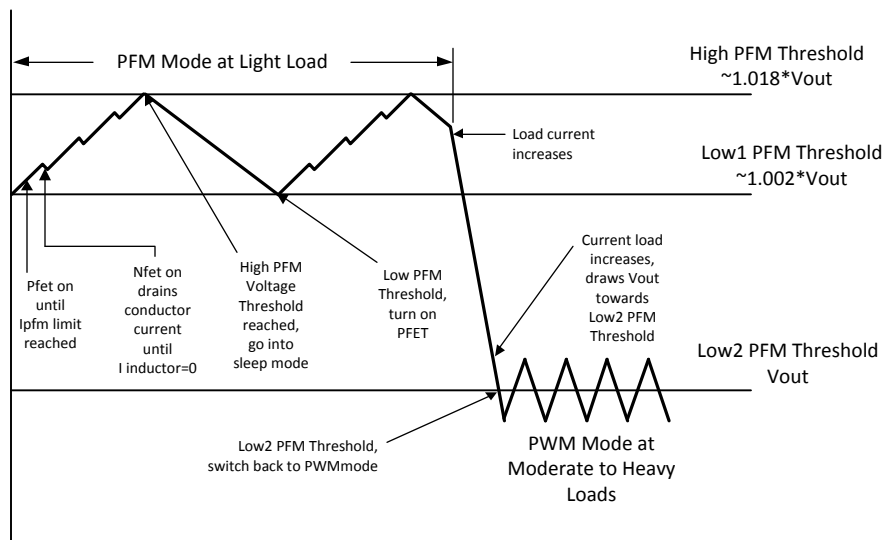 PFM Mode at Light Load
High PFM Threshold
~1.018*Vout
Load current
increases
Low1 PFM Threshold
~1.002*Vout
Pfet on
until
Ipfm limit
reached
Nfet on
drains
conductor
current
until
I inductor=0
High PFM
Voltage
Threshold
reached,
go into
sleep mode
Low PFM
Threshold,
turn on
PFET
Current load
increases,
draws Vout
towards
Low2 PFM
Threshold
Low2 PFM Threshold
Vout
Low2 PFM Threshold,
switch back to PWMmode
PWM Mode at
Moderate to Heavy
Loads